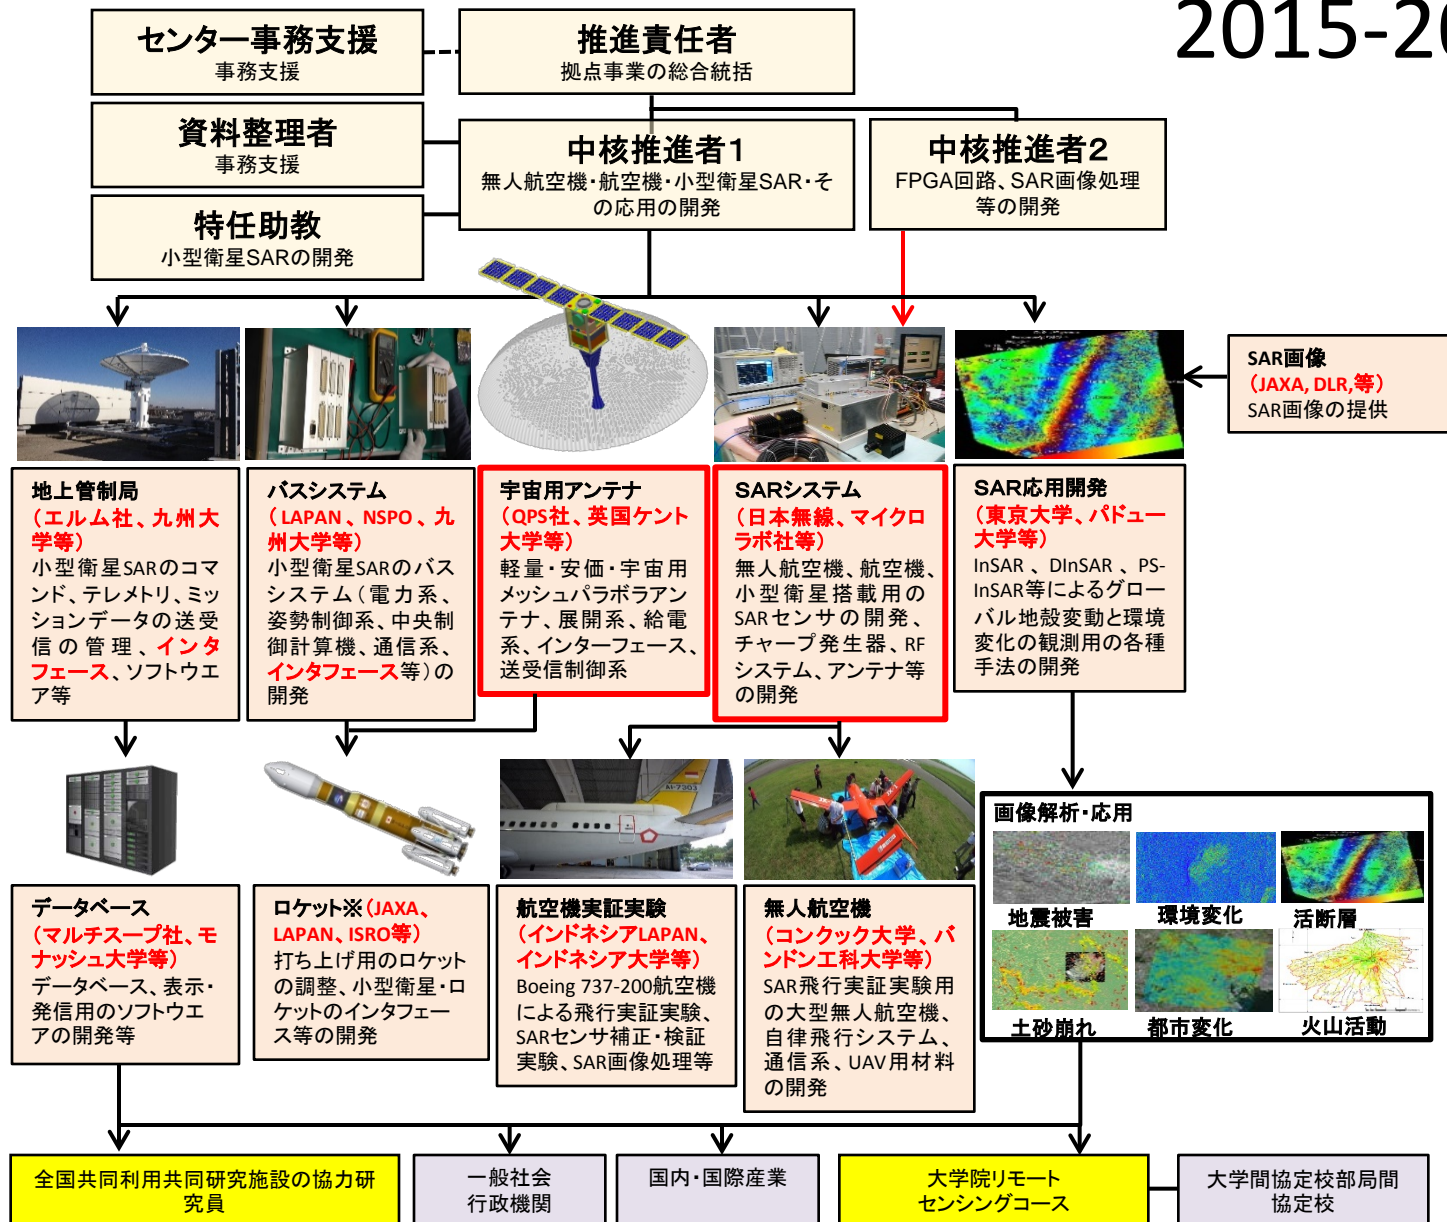 2015-20
センター事務支援
事務支援
推進責任者
拠点事業の総合統括
資料整理者
事務支援
中核推進者1
無人航空機・航空機・小型衛星SAR・そ
の応用の開発
中核推進者2
FPGA回路、SAR画像処理
等の開発
特任助教
小型衛星SARの開発
SAR画像
(JAXA, DLR,等)
SAR画像の提供
地上管制局
(エルム社、九州大
学等)
小型衛星SARのコマ
ンド、テレメトリ、ミッ
ションデータの送受
信の管理、インタ
フェース、ソフトウエ
ア等
バスシステム
(LAPAN、NSPO、九
州大学等)
小型衛星SARのバス
システム(電力系、
姿勢制御系、中央制
御計算機、通信系、
インタフェース等)の
開発
宇宙用アンテナ
(QPS社、英国ケント
大学等)
軽量・安価・宇宙用
メッシュパラボラアン
テナ、展開系、給電
系、インターフェース、
送受信制御系
SARシステム
(日本無線、マイクロ
ラボ社等)
無人航空機、航空機、
小型衛星搭載用の
SARセンサの開発、
チャープ発生器、RF
システム、アンテナ等
の開発
SAR応用開発
(東京大学、パドュー
大学等)
InSAR、DInSAR、PS-
InSAR等によるグロー
バル地殻変動と環境
変化の観測用の各種
手法の開発
データベース
(マルチスープ社、モ
ナッシュ大学等)
データベース、表示・
発信用のソフトウエ
アの開発等
ロケット※(JAXA、
LAPAN、ISRO等)
打ち上げ用のロケット
の調整、小型衛星・ロ
ケットのインタフェー
ス等の開発
航空機実証実験
(インドネシアLAPAN、
インドネシア大学等)
Boeing 737-200航空機
による飛行実証実験、
SARセンサ補正・検証
実験、SAR画像処理等
無人航空機
(コンクック大学、バ
ンドン工科大学等)
SAR飛行実証実験用
の大型無人航空機、
自律飛行システム、
通信系、UAV用材料
の開発
画像解析・応用
地震被害
環境変化
活断層
土砂崩れ
都市変化
火山活動
全国共同利用共同研究施設の協力研
究員
一般社会
行政機関
国内・国際産業
大学院リモート
センシングコース
大学間協定校部局間
協定校